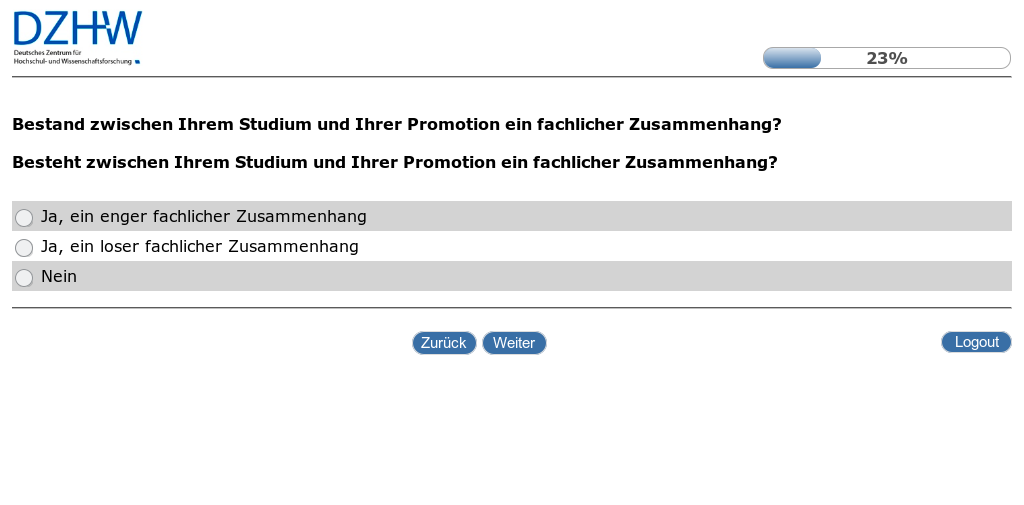 DZHW
Deutsches Zentrum für
Hochschul- und Wissenschaftsforschung
23%
Bestand zwischen Ihrem Studium und Ihrer Promotion ein fachlicher Zusammenhang?
Besteht zwischen Ihrem Studium und Ihrer Promotion ein fachlicher Zusammenhang?
Ja, ein enger fachlicher Zusammenhang
Ja, ein loser fachlicher Zusammenhang
Nein
Zurück Weiter Logout